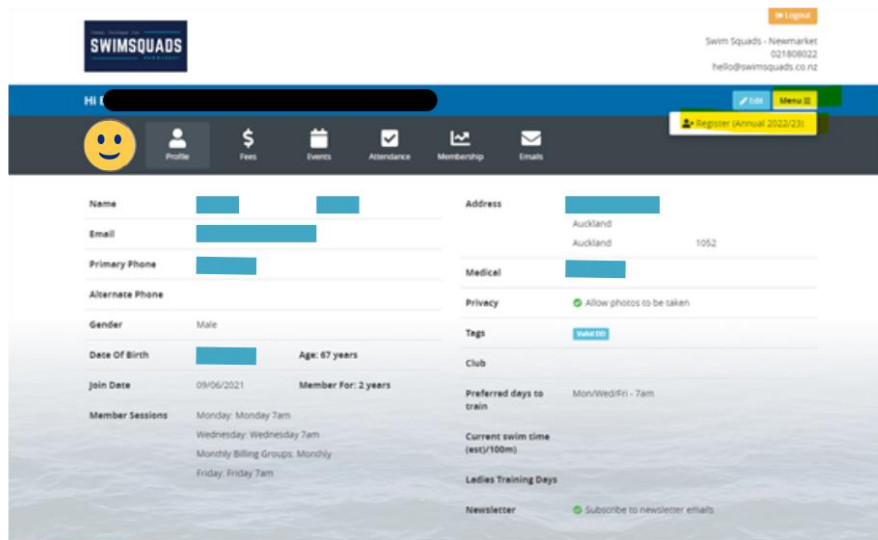 Logout
SWIMSQUADS
NEWMARKET
Swim Squads - Newmarket
021808022
hello@swimsquads.co.nz
Hi
Edit
Menu
Register (Annual 2022/23)
Profile
Fees
Events
Attendance
Membership
Emails
Name
Email
Primary Phone
Alternate Phone
Gender Male
Date Of Birth Age: 67 years
Join Date 09/06/2021 Member For: 2 years
Member Sessions Monday: Monday 7am
Wednesday: Wednesday 7am
Monthly Billing Groups: Monthly
Friday: Friday 7am
Address
Auckland
Auckland 1052
Medical
Privacy Allow photos to be taken
Tags Valid DD
Club
Preferred days to train Mon/Wed/Fri - 7am
Current swim time
(est)/100m)
Ladies Training Days
Newsletter Subscribe to newsletter emails